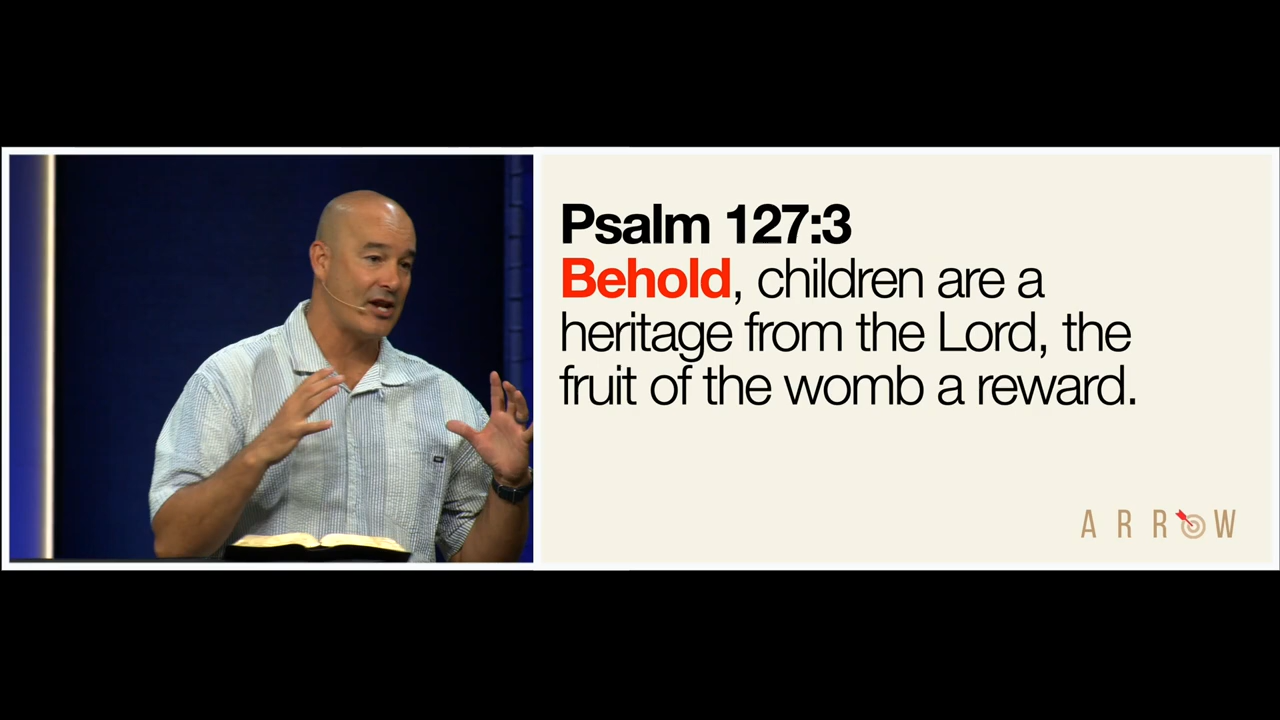 Psalm 127:3
Behold, children are a
heritage from the Lord, the
fruit of the womb a reward.
ARROW